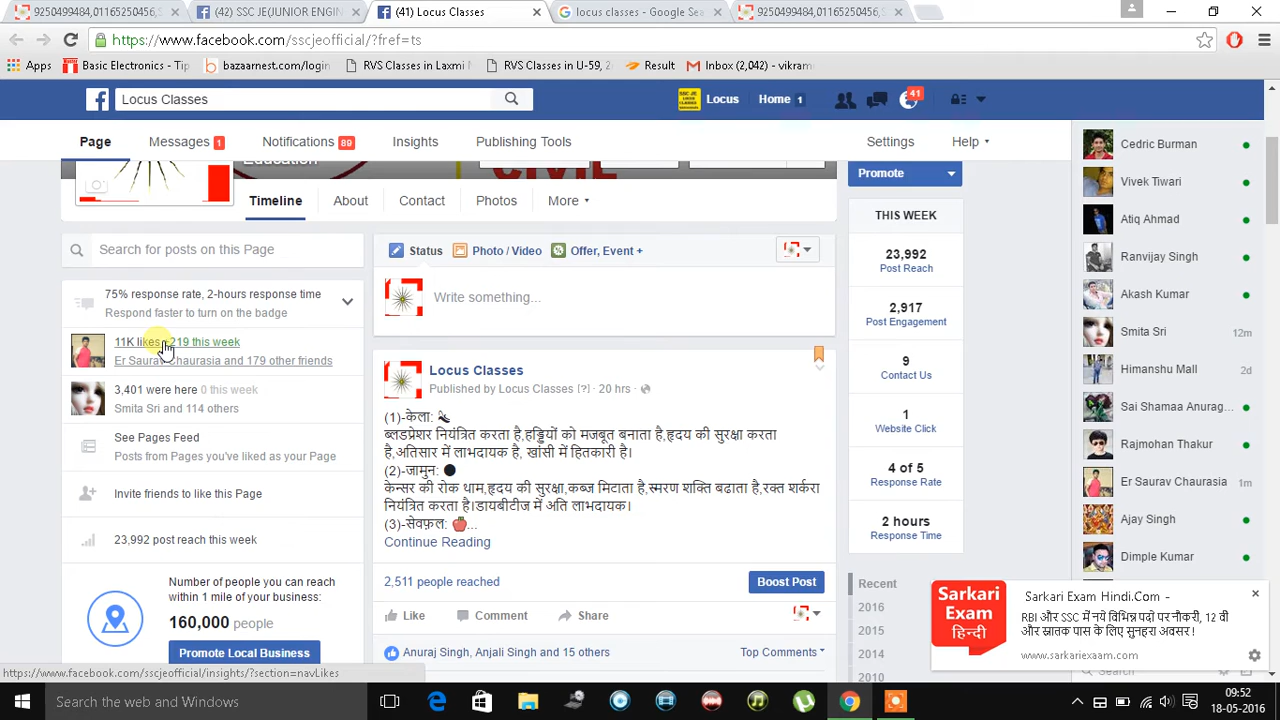 9250499484,01165250456,S
(42) SSC JE(JUNIOR ENGIN
(41) Locus Classes
locus classes - Google Sea
9250499484,01165250456,S
https://www.facebook.com/sscjeofficial/?fref=ts
Apps
Basic Electronics - Tip
bazaarnest.com/login
RVS Classes in Laxmi
RVS Classes in U-59,
Result
Inbox (2,042) - vikram
Locus Classes
Locus
Home 1
41
Page
Messages 1
Notifications 89
Insights
Publishing Tools
Settings
Help
Education
CIVIL
Timeline
About
Contact
Photos
More
Promote
Search for posts on this Page
75% response rate, 2-hours response time
Respond faster to turn on the badge
11K likes 219 this week
Er Saurav Chaurasia and 179 other friends
3,401 were here 0 this week
Smita Sri and 114 others
See Pages Feed
Posts from Pages you've liked as your Page
Invite friends to like this Page
23,992 post reach this week
Number of people you can reach
within 1 mile of your business:
160,000 people
Promote Local Business
Status
Photo / Video
Offer, Event +
Write something...
Locus Classes
Published by Locus Classes [?] · 20 hrs ·
(1)-केला: 🍌
ब्लडप्रेशर नियंत्रित करता है,हड्डियों को मजबूत बनाता है,हृदय की सुरक्षा करता
है,अतिसार में लाभदायक है, खांसी में हितकारी है।
(2)-जामुन: ⚫
केन्सर की रोक थाम,हृदय की सुरक्षा,कब्ज मिटाता है,स्मरण शक्ति बढाता है,रक्त शर्करा
नियंत्रित करता है।डायबीटीज में अति लाभदायक।
(3)-सेवफ़ल: 🍎...
Continue Reading
2,511 people reached
Boost Post
Like
Comment
Share
Anuraj Singh, Anjali Singh and 15 others
Top Comments
THIS WEEK
23,992
Post Reach
2,917
Post Engagement
9
Contact Us
1
Website Click
4 of 5
Response Rate
2 hours
Response Time
Recent
2016
2015
2014
2010
Cedric Burman
Vivek Tiwari
Atiq Ahmad
Ranvijay Singh
Akash Kumar
Smita Sri 12m
Himanshu Mall 2d
Sai Shamaa Anurag...
Rajmohan Thakur
Er Saurav Chaurasia 1m
Ajay Singh
Dimple Kumar
Sarkari
Exam
हिन्दी
Sarkari Exam Hindi.Com -
RBI और SSC में नये विभिन्न पदो पर नौकरी, 12 वी
और स्नातक पास के लिए सुनहरा अवसर !
www.sarkariexaam.com
https://www.facebook.com/sscjeofficial/insights/?section=navLikes
Search the web and Windows
09:52
18-05-2016